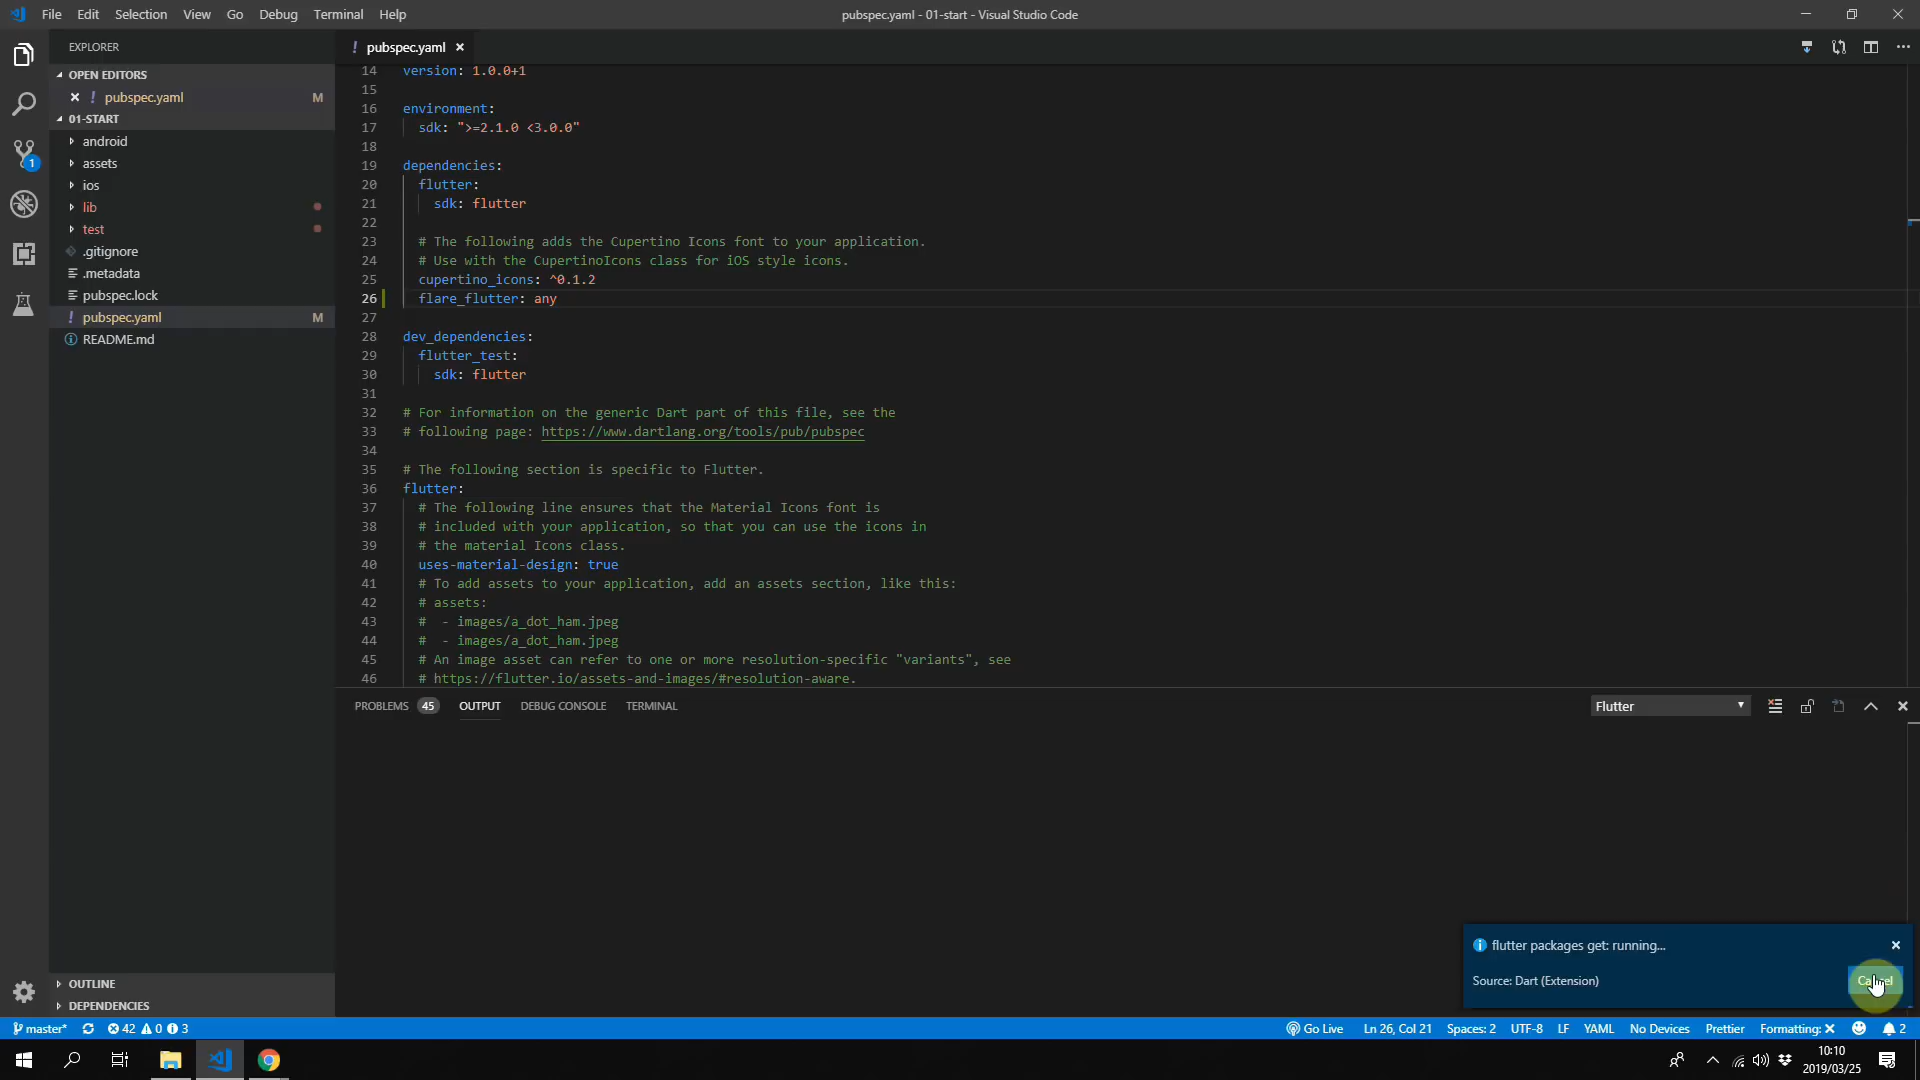 File Edit Selection View Go Debug Terminal Help
pubspec.yaml - 01-start - Visual Studio Code
EXPLORER
OPEN EDITORS
! pubspec.yaml M
01-START
android
assets
ios
lib
test
.gitignore
.metadata
pubspec.lock
! pubspec.yaml M
README.md
OUTLINE
DEPENDENCIES
1
! pubspec.yaml
14 version: 1.0.0+1
15
16 environment:
17 sdk: ">=2.1.0 <3.0.0"
18
19 dependencies:
20 flutter:
21 sdk: flutter
22
23 # The following adds the Cupertino Icons font to your application.
24 # Use with the CupertinoIcons class for iOS style icons.
25 cupertino_icons: ^0.1.2
26 flare_flutter: any
27
28 dev_dependencies:
29 flutter_test:
30 sdk: flutter
31
32 # For information on the generic Dart part of this file, see the
33 # following page: https://www.dartlang.org/tools/pub/pubspec
34
35 # The following section is specific to Flutter.
36 flutter:
37 # The following line ensures that the Material Icons font is
38 # included with your application, so that you can use the icons in
39 # the material Icons class.
40 uses-material-design: true
41 # To add assets to your application, add an assets section, like this:
42 # assets:
43 # - images/a_dot_ham.jpeg
44 # - images/a_dot_ham.jpeg
45 # An image asset can refer to one or more resolution-specific "variants", see
46 # https://flutter.io/assets-and-images/#resolution-aware.
PROBLEMS 45 OUTPUT DEBUG CONSOLE TERMINAL
Flutter
flutter packages get: running...
Source: Dart (Extension)
Cancel
master* 42 0 3
Go Live Ln 26, Col 21 Spaces: 2 UTF-8 LF YAML No Devices Prettier Formatting: X 2
10:10
2019/03/25